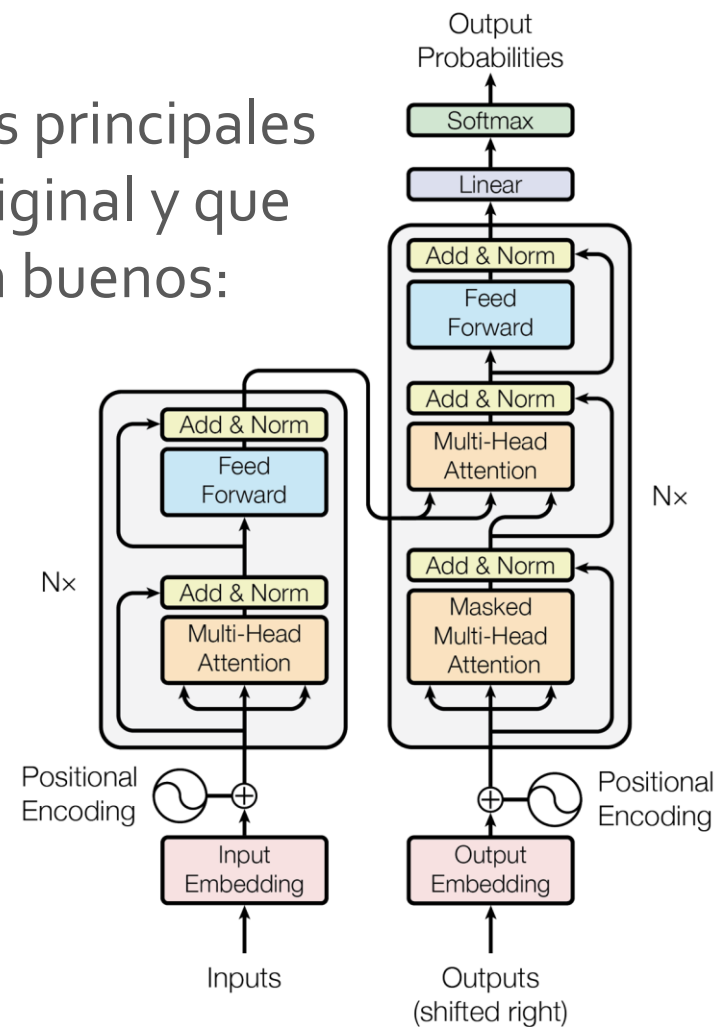 s principales
iginal y que
buenos:
Output
Probabilities
Softmax
Linear
Add & Norm
Feed
Forward
Add & Norm
Multi-Head
Attention
Nx
Add & Norm
Masked
Multi-Head
Attention
Add & Norm
Feed
Forward
Nx
Add & Norm
Multi-Head
Attention
Positional
Encoding
Positional
Encoding
Input
Embedding
Output
Embedding
Inputs
Outputs
(shifted right)